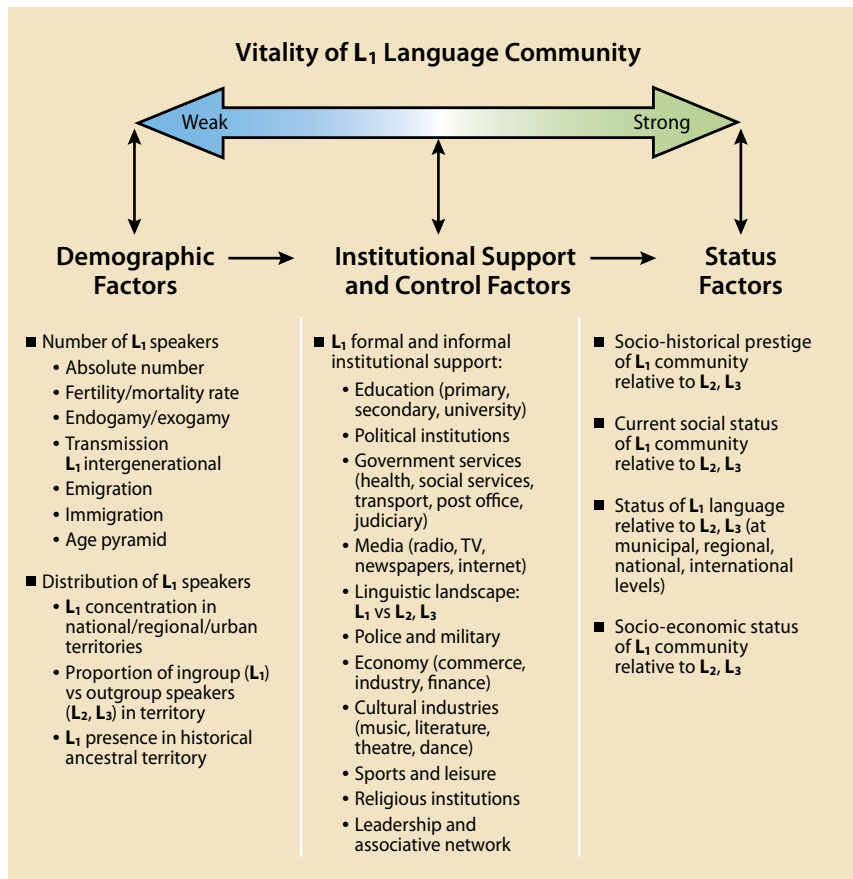 Vitality of L₁ Language Community
Weak
Strong
Demographic
Factors
Institutional Support
and Control Factors
Status
Factors
■ Number of L₁ speakers
• Absolute number
• Fertility/mortality rate
• Endogamy/exogamy
• Transmission
L₁ intergenerational
• Emigration
• Immigration
• Age pyramid
■ Distribution of L₁ speakers
• L₁ concentration in
national/regional/urban
territories
• Proportion of ingroup (L₁)
vs outgroup speakers
(L₂, L₃) in territory
• L₁ presence in historical
ancestral territory
■ L₁ formal and informal
institutional support:
• Education (primary,
secondary, university)
• Political institutions
• Government services
(health, social services,
transport, post office,
judiciary)
• Media (radio, TV,
newspapers, internet)
• Linguistic landscape:
L₁ vs L₂, L₃
• Police and military
• Economy (commerce,
industry, finance)
• Cultural industries
(music, literature,
theatre, dance)
• Sports and leisure
• Religious institutions
• Leadership and
associative network
■ Socio-historical prestige
of L₁ community
relative to L₂, L₃
■ Current social status
of L₁ community
relative to L₂, L₃
■ Status of L₁ language
relative to L₂, L₃ (at
municipal, regional,
national, international
levels)
■ Socio-economic status
of L₁ community
relative to L₂, L₃